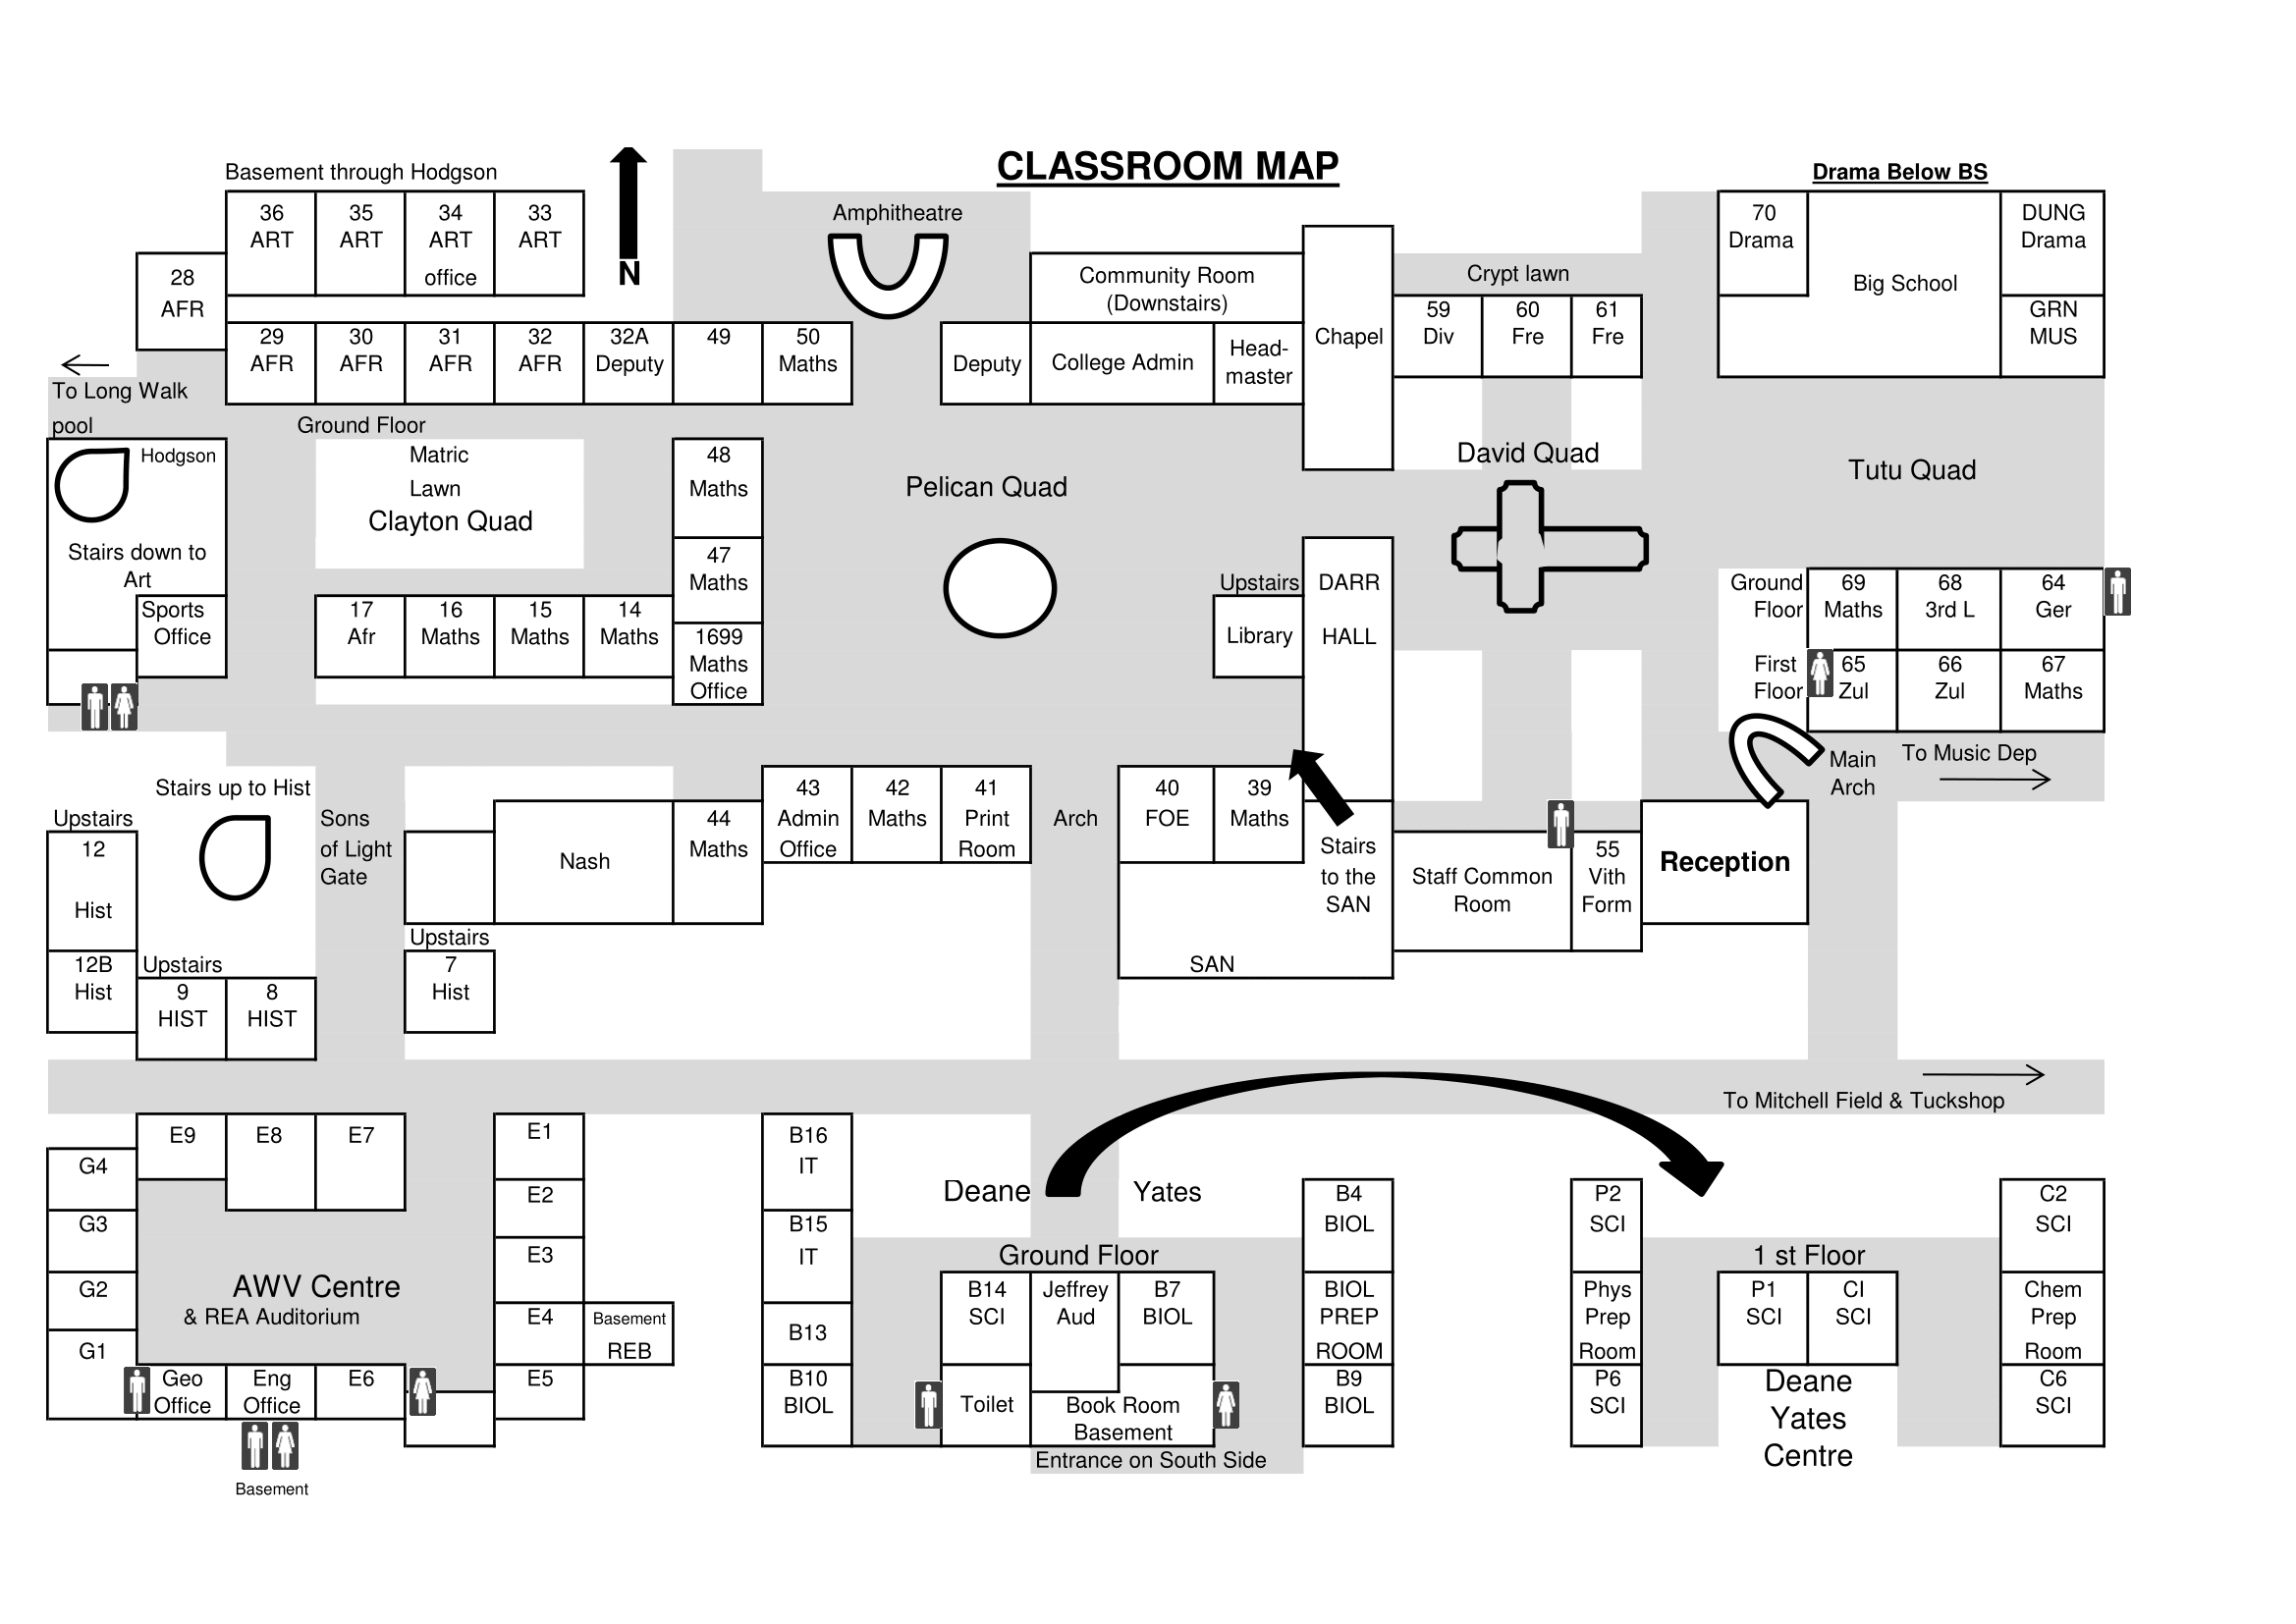 CLASSROOM MAP
Basement through Hodgson
Drama Below BS
36
ART
35
ART
34
ART
office
33
ART
N
Amphitheatre
70
Drama
Big School
DUNG
Drama
GRN
MUS
28
AFR
Community Room
(Downstairs)
Chapel
Crypt lawn
59
Div
60
Fre
61
Fre
29
AFR
30
AFR
31
AFR
32
AFR
32A
Deputy
49
50
Maths
Deputy
College Admin
Head-
master
To Long Walk
pool
Ground Floor
Hodgson
Stairs down to
Art
Sports
Office
Matric
Lawn
Clayton Quad
48
Maths
47
Maths
1699
Maths
Office
Pelican Quad
David Quad
Tutu Quad
17
Afr
16
Maths
15
Maths
14
Maths
Upstairs
Library
DARR
HALL
Ground
Floor
69
Maths
68
3rd L
64
Ger
First
Floor
65
Zul
66
Zul
67
Maths
Main
Arch
To Music Dep
Stairs up to Hist
Upstairs
12
Hist
12B
Hist
Upstairs
9
HIST
8
HIST
Sons
of Light
Gate
Nash
Upstairs
7
Hist
44
Maths
43
Admin
Office
42
Maths
41
Print
Room
Arch
40
FOE
39
Maths
Stairs
to the
SAN
SAN
Staff Common
Room
55
Vith
Form
Reception
To Mitchell Field & Tuckshop
E9
E8
E7
G4
G3
G2
G1
AWV Centre
& REA Auditorium
Geo
Office
Eng
Office
E6
Basement
E1
E2
E3
E4
E5
Basement
REB
B16
IT
B15
IT
B13
B10
BIOL
Deane
Yates
Ground Floor
B14
SCI
Jeffrey
Aud
B7
BIOL
Toilet
Book Room
Basement
Entrance on South Side
B4
BIOL
BIOL
PREP
ROOM
B9
BIOL
P2
SCI
Phys
Prep
Room
P6
SCI
1 st Floor
P1
SCI
CI
SCI
Deane
Yates
Centre
C2
SCI
Chem
Prep
Room
C6
SCI